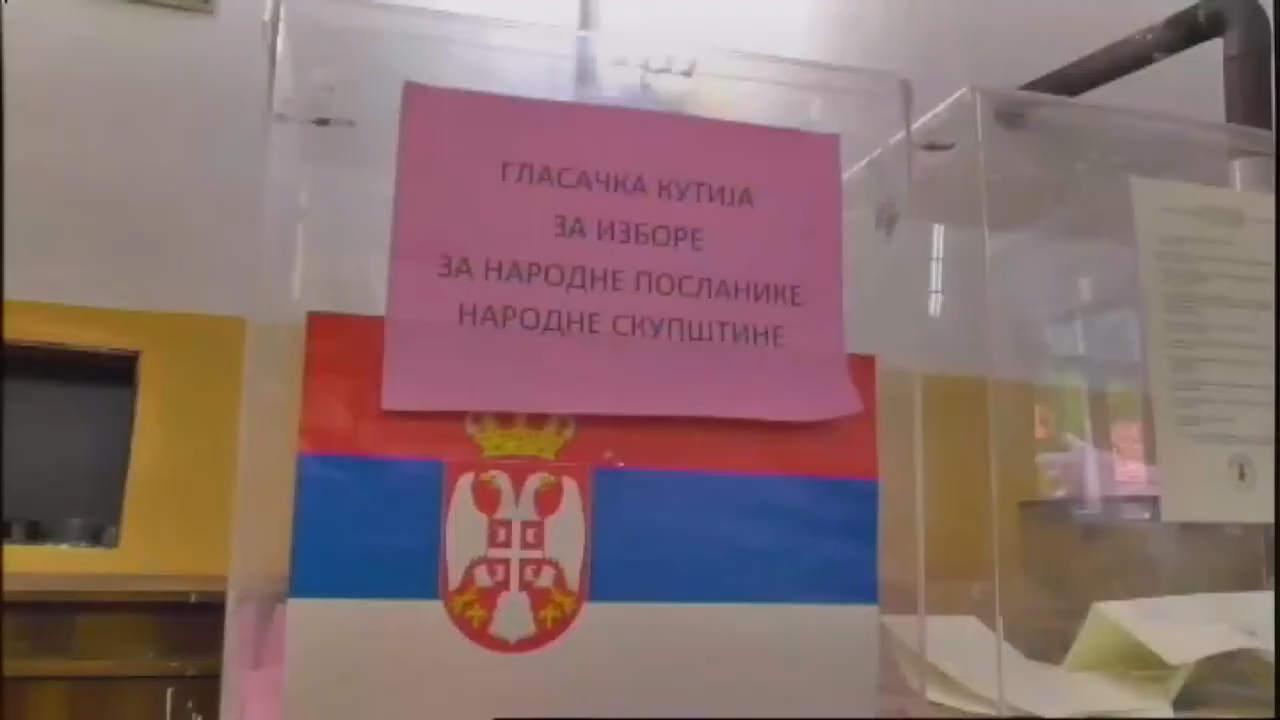 ГЛАСАЧКА КУТИЈА
ЗА ИЗБОРЕ
ЗА НАРОДНЕ ПОСЛАНИКЕ
НАРОДНЕ СКУПШТИНЕ